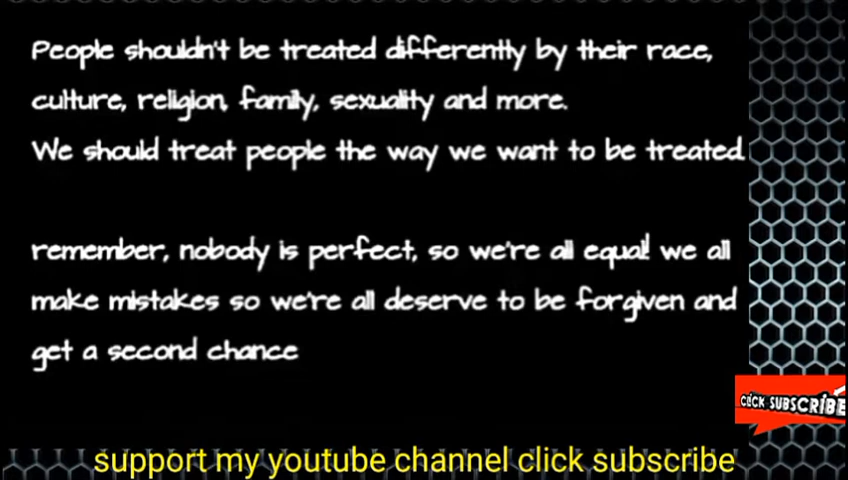 People shouldn't be treated differently by their race,
culture, religion, family, sexuality and more.
We should treat people the way we want to be treated.
remember, nobody is perfect, so we're all equal! we all
make mistakes so we're all deserve to be forgiven and
get a second chance
CLICK SUBSCRIBE
support my youtube channel click subscribe